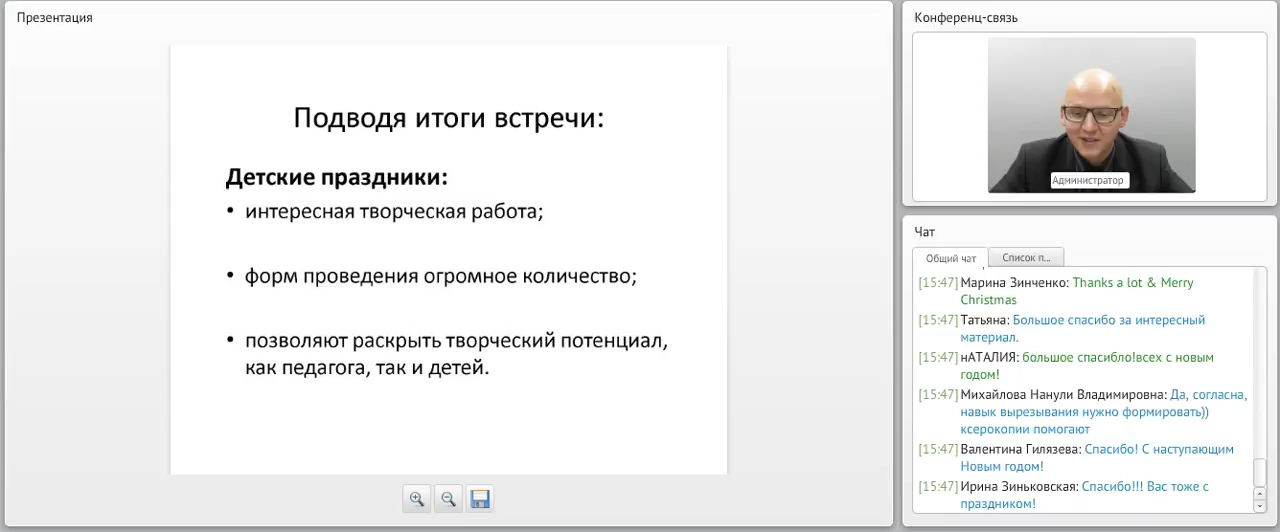 Презентация
Подводя итоги встречи:
Детские праздники:
• интересная творческая работа;
• форм проведения огромное количество;
• позволяют раскрыть творческий потенциал,
как педагога, так и детей.
Конференц-связь
Администратор
Чат
Общий чат
Список п...
[15:47] Марина Зинченко: Thanks a lot & Merry
Christmas
[15:47] Татьяна: Большое спасибо за интересный
материал.
[15:47] нАТАЛИЯ: большое спасибло!всех с новым
годом!
[15:47] Михайлова Нанули Владимировна: Да, согласна,
навык вырезывания нужно формировать))
ксерокопии помогают
[15:47] Валентина Гилязева: Спасибо! С наступающим
Новым годом!
[15:47] Ирина Зиньковская: Спасибо!!! Вас тоже с
праздником!